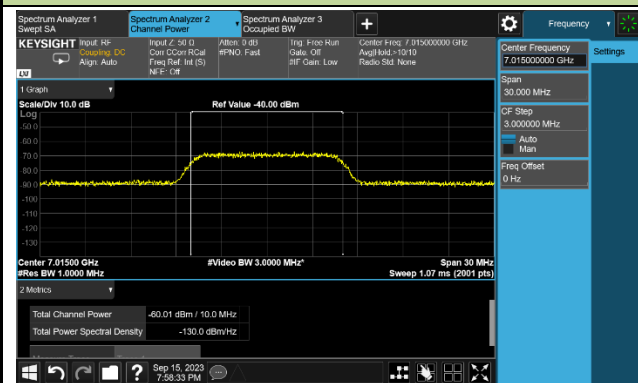 Spectrum Analyzer 1
Swept SA
Spectrum Analyzer 2
Channel Power
Spectrum Analyzer 3
Occupied BW
Frequency
KEYSIGHT
Input: RF
Coupling: DC
Align: Auto
Input Z: 50 Ω
Corr CCorr RCal
Freq Ref: Int (S)
NFE: Off
Atten: 0 dB
#PNO: Fast
Trig: Free Run
Gate: Off
#IF Gain: Low
Center Freq: 7.015000000 GHz
Avg|Hold:>10/10
Radio Std: None
LXI
Center Frequency
7.015000000 GHz
Settings
Span
30.000 MHz
CF Step
3.000000 MHz
Auto
Man
Freq Offset
0 Hz
1 Graph
Scale/Div 10.0 dB
Ref Value -40.00 dBm
Log
-50.0
-60.0
-70.0
-80.0
-90.0
-100
-110
-120
-130
Center 7.01500 GHz
#Video BW 3.0000 MHz*
Span 30 MHz
#Res BW 1.0000 MHz
Sweep 1.07 ms (2001 pts)
2 Metrics
Total Channel Power
-60.01 dBm / 10.0 MHz
Total Power Spectral Density
-130.0 dBm/Hz
Sep 15, 2023
7:58:33 PM